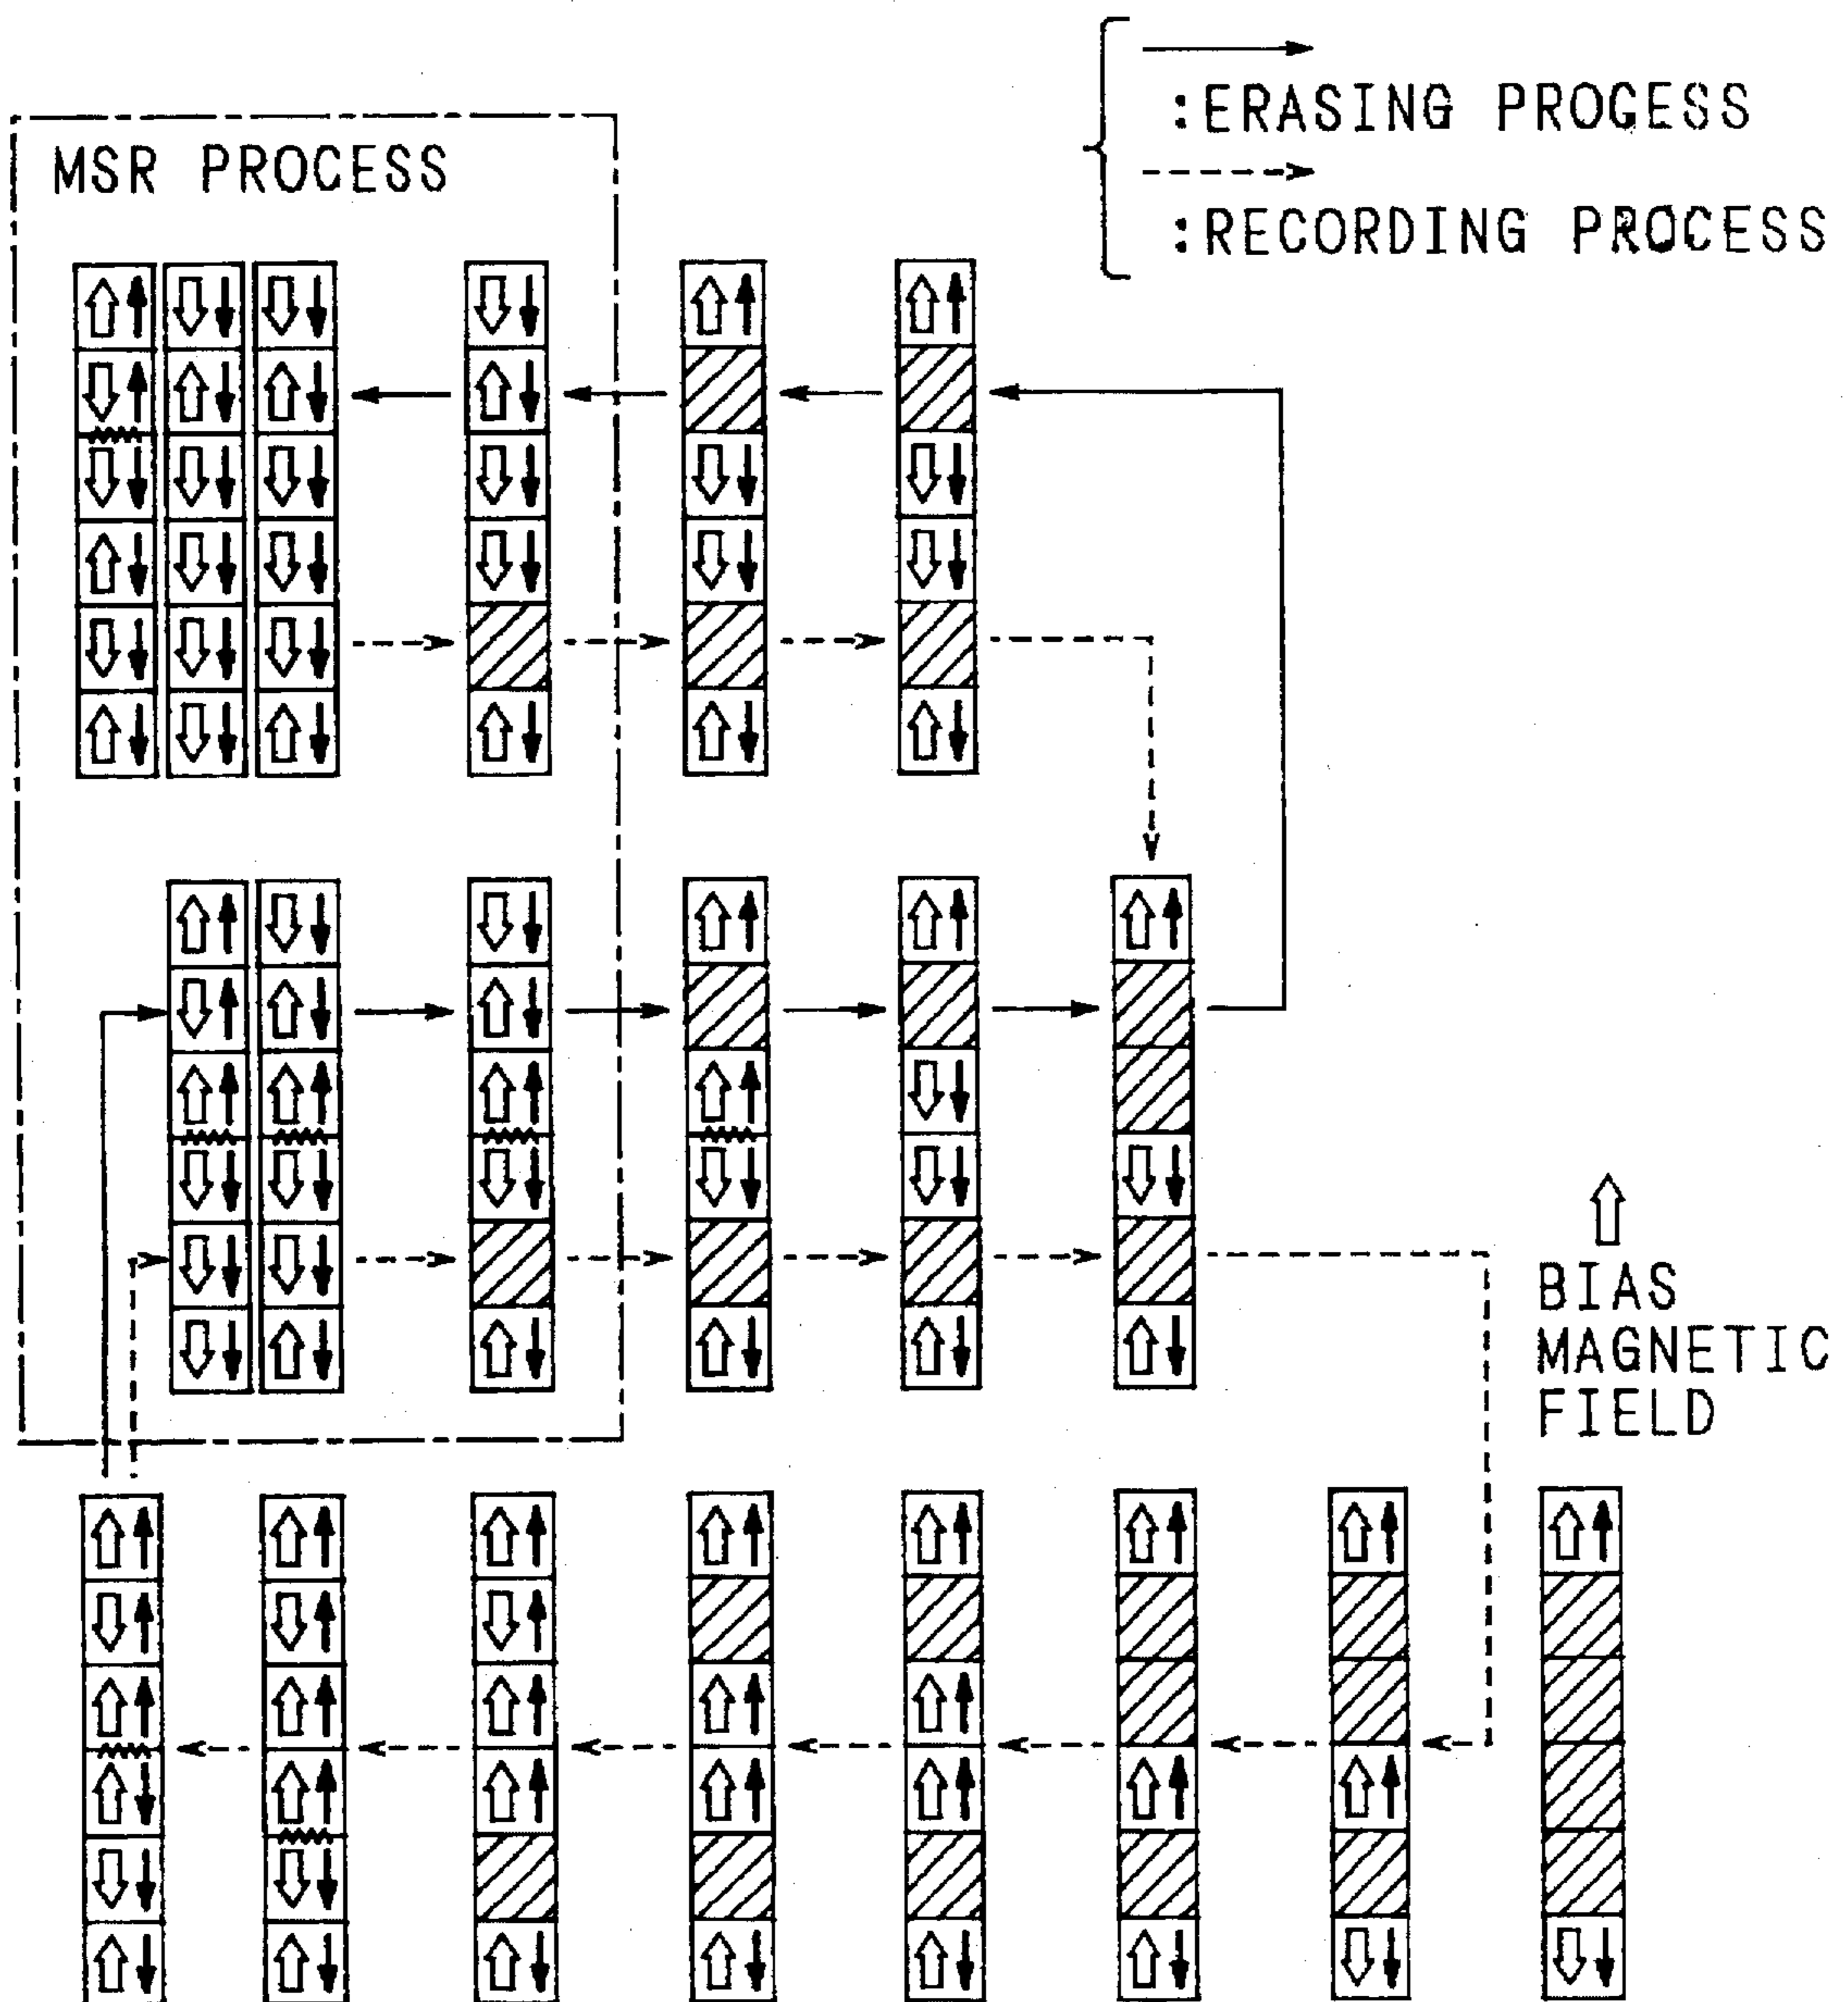 :ERASING PROGESS
MSR PROCESS
:RECORDING PROCESS
BIAS
MAGNETIC
FIELD